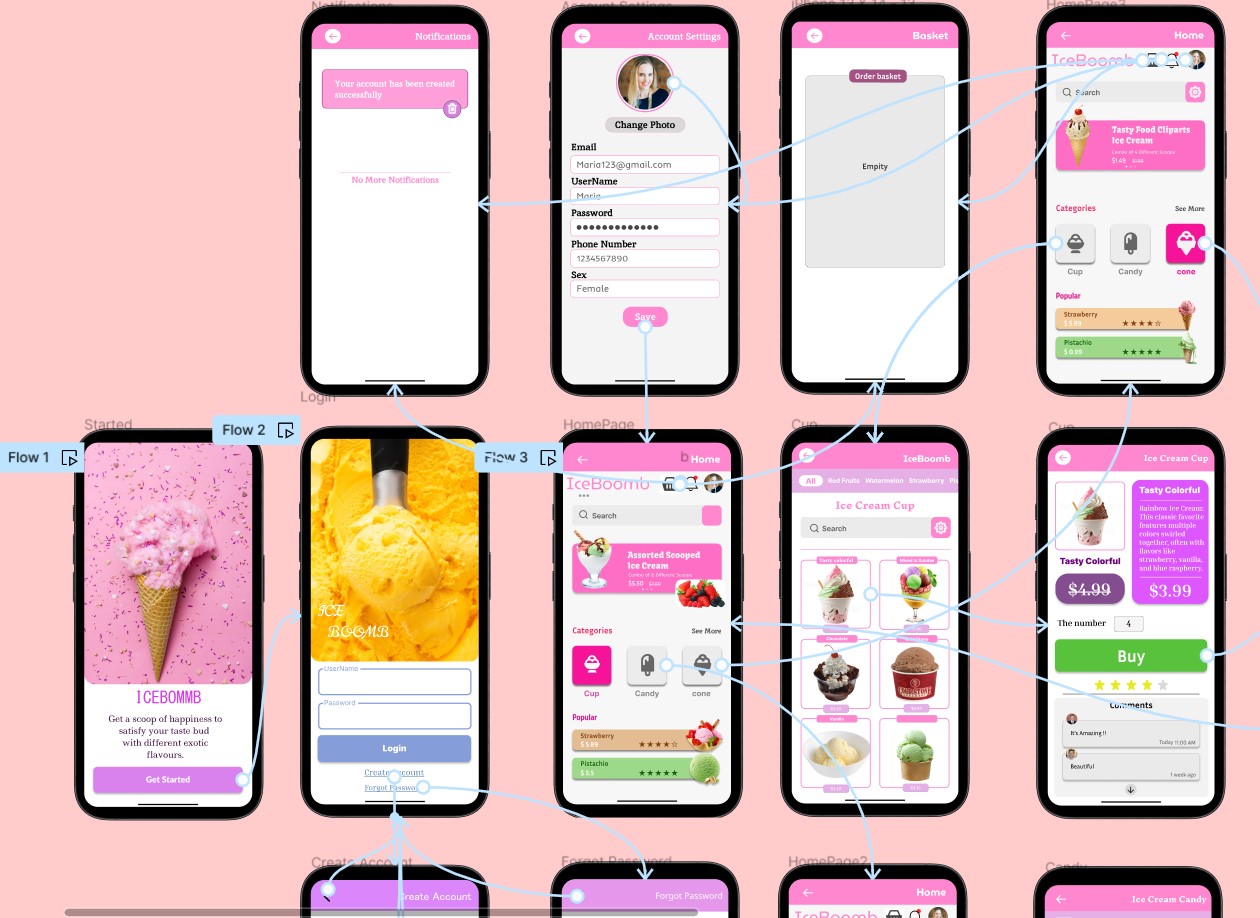 Notifications
Notifications
Your account has been created
successfully
No More Notifications
Account Settings
Account Settings
Change Photo
Email
Maria123@gmail.com
UserName
Maria
Password
Phone Number
1234567890
Sex
Female
Save
Basket
Order basket
Empity
HomePage3
Home
IceBoomb
Search
Tasty Food Cliparts
Ice Cream
$1.49
Categories
See More
Cup
Candy
cone
Popular
Strawberry
$ 5.89
Pistachio
$ 0.99
Flow 1
Started
ICEBOMMB
Get a scoop of happiness to
satisfy your taste bud
with different exotic
flavours.
Get Started
Flow 2
Login
ICE
BOOMB
UserName
Password
Login
Create Account
Forgot Password
Flow 3
HomePage
b
Home
IceBoomb
Search
Assorted Scooped
Ice Cream
$5.50
Categories
See More
Cup
Candy
cone
Popular
Strawberry
$ 5.89
Pistachio
$ 3.5
Cup
IceBoomb
All
Red Fruits
Watermelon
Strawberry
Ice Cream Cup
Search
Tasty colorful
Chocolate
Vanilla
Cup
Ice Cream Cup
Tasty Colorful
Rainbow Ice Cream:
This classic favorite
features multiple
colors swirled
together, often with
flavors like
strawberry, vanilla,
and blue raspberry.
Tasty Colorful
$4.99
$3.99
The number
4
Buy
Comments
It's Amazing !!
Today 11:00 AM
Beautiful
1 week ago
Create Account
Create Account
Forgot Password
Forgot Password
HomePage2
Home
IceBoomb
Candy
Ice Cream Candy